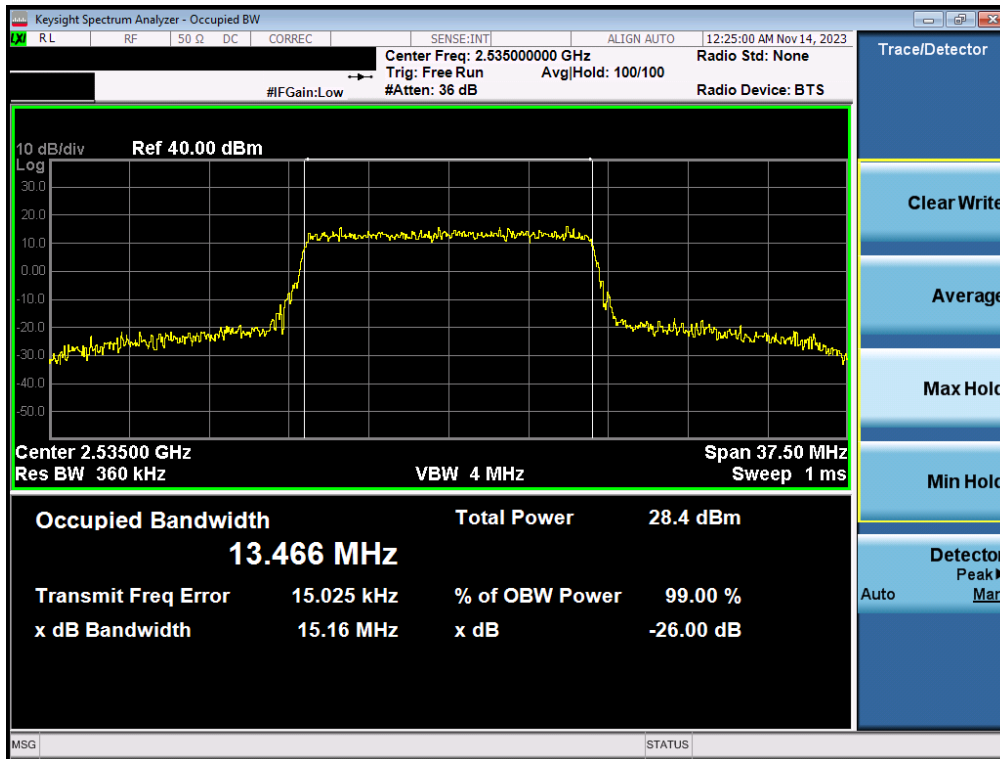 Keysight Spectrum Analyzer - Occupied BW
LXI RL RF 50 Ω DC CORREC SENSE:INT ALIGN AUTO 12:25:00 AM Nov 14, 2023
Center Freq: 2.535000000 GHz Radio Std: None
Trig: Free Run Avg|Hold: 100/100
#IFGain:Low #Atten: 36 dB Radio Device: BTS
10 dB/div Ref 40.00 dBm
Log
30.0
20.0
10.0
0.00
-10.0
-20.0
-30.0
-40.0
-50.0
Center 2.53500 GHz Span 37.50 MHz
Res BW 360 kHz VBW 4 MHz Sweep 1 ms
Occupied Bandwidth Total Power 28.4 dBm
13.466 MHz
Transmit Freq Error 15.025 kHz % of OBW Power 99.00 %
x dB Bandwidth 15.16 MHz x dB -26.00 dB
MSG STATUS
Trace/Detector
Clear Write
Average
Max Hold
Min Hold
Detector
Peak
Auto Man